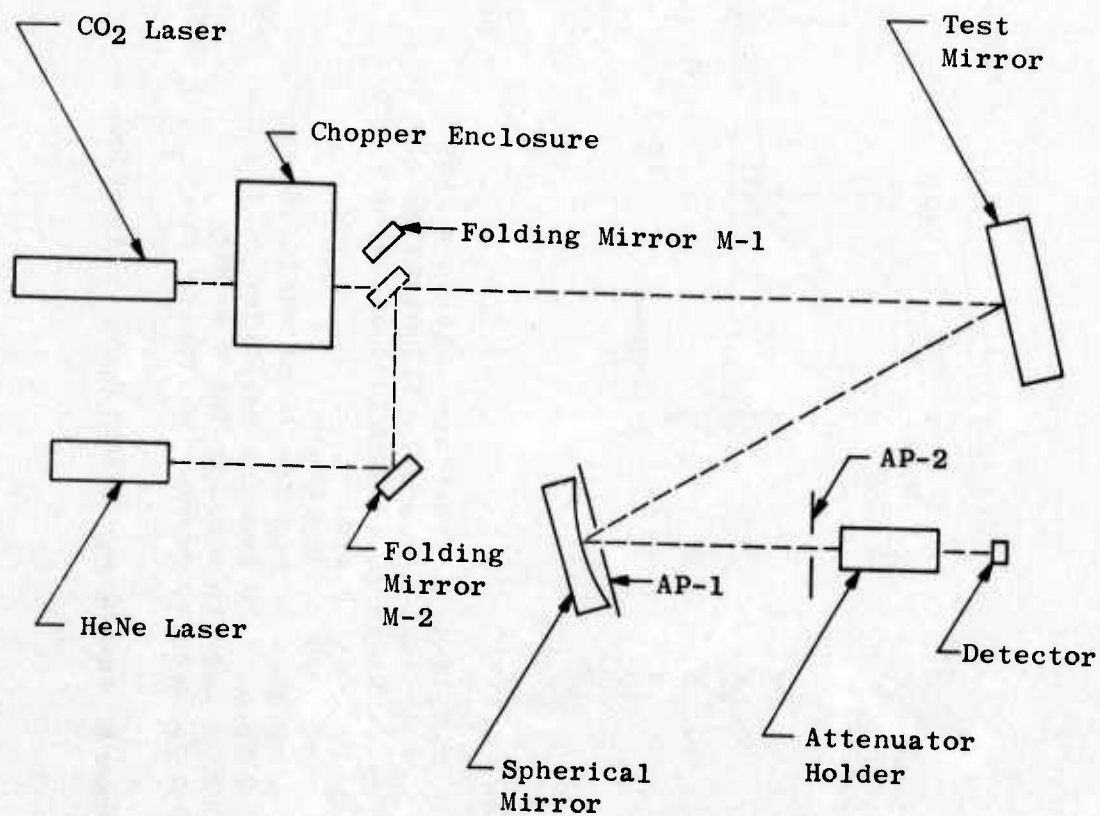 CO2 Laser
Test
Mirror
Chopper Enclosure
Folding Mirror M-1
AP-2
Folding
Mirror
M-2
AP-1
HeNe Laser
Detector
Attenuator
Holder
Spherical
Mirror